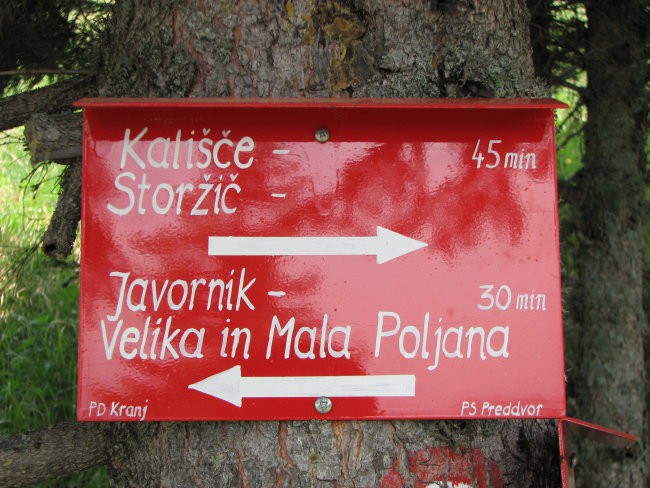 Kališče - 45 min
Storžič -
Javornik - 30 min
Velika in Mala Poljana
PD Kranj PS Preddvor